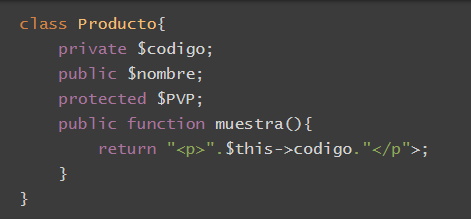 class Producto{
    private $codigo;
    public $nombre;
    protected $PVP;
    public function muestra(){
        return "<p>".$this->codigo."</p">;
    }
}